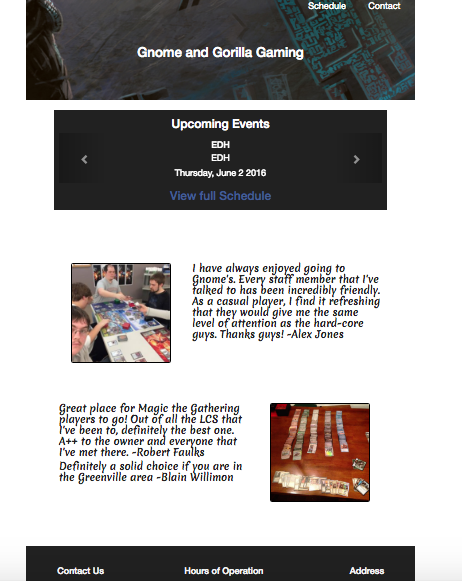 Schedule Contact
Gnome and Gorilla Gaming
Upcoming Events
EDH
EDH
Thursday, June 2 2016
View full Schedule
I have always enjoyed going to
Gnome's. Every staff member that I've
talked to has been incredibly friendly.
As a casual player, I find it refreshing
that they would give me the same
level of attention as the hard-core
guys. Thanks guys! ~Alex Jones
Great place for Magic the Gathering
players to go! Out of all the LCS that
I've been to, definitely the best one.
A++ to the owner and everyone that
I've met there. ~Robert Faulks
Definitely a solid choice if you are in
the Greenville area ~Blain Willimon
Contact Us Hours of Operation Address